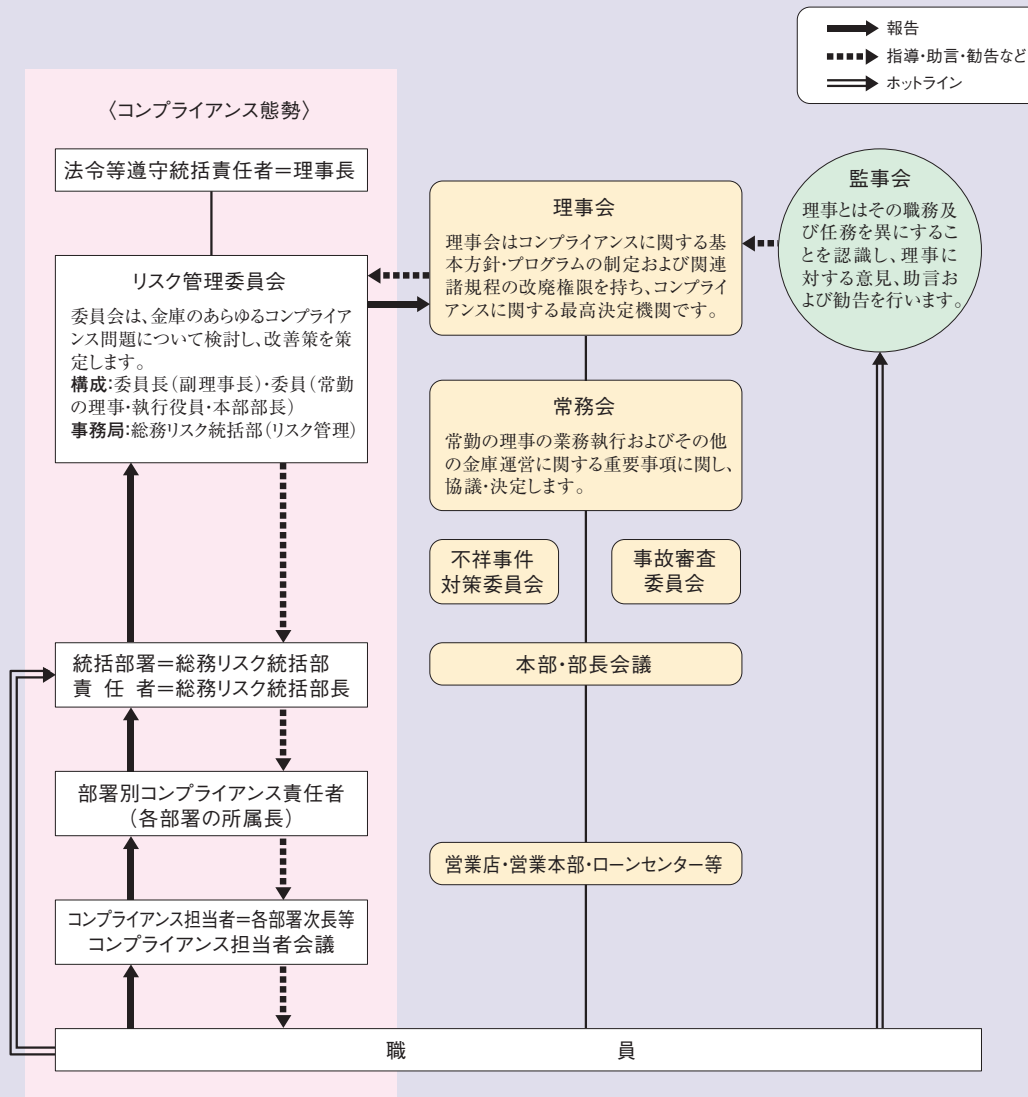 報告
指導・助言・勧告など
ホットライン
〈コンプライアンス態勢〉
法令等遵守統括責任者＝理事長
リスク管理委員会
委員会は、金庫のあらゆるコンプライア
ンス問題について検討し、改善策を策
定します。
構成:委員長（副理事長）・委員（常勤
の理事・執行役員・本部部長）
事務局:総務リスク統括部（リスク管理）
統括部署＝総務リスク統括部
責任者＝総務リスク統括部長
部署別コンプライアンス責任者
（各部署の所属長）
コンプライアンス担当者＝各部署次長等
コンプライアンス担当者会議
理事会
理事会はコンプライアンスに関する基
本方針・プログラムの制定および関連
諸規程の改廃権限を持ち、コンプライ
アンスに関する最高決定機関です。
常務会
常勤の理事の業務執行およびその他
の金庫運営に関する重要事項に関し、
協議・決定します。
不祥事件
対策委員会
事故審査
委員会
本部・部長会議
営業店・営業本部・ローンセンター等
監事会
理事とはその職務及
び任務を異にするこ
とを認識し、理事に
対する意見、助言お
よび勧告を行います。
職員